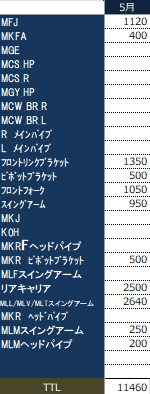 5月
MFJ 1120
MKFA 400
MGE
MCS HP
MCS R
MGY HP
MCW BR R
MCW BR L
R ﾒｲﾝﾊﾟｲﾌﾟ
L ﾒｲﾝﾊﾟｲﾌﾟ
ﾌﾛﾝﾄﾘﾝｸﾌﾞﾗｹｯﾄ 1350
ﾋﾟﾎﾞｯﾄﾌﾞﾗｹｯﾄ 500
ﾌﾛﾝﾄﾌｫｰｸ 1050
ｽｲﾝｸﾞｱｰﾑ 950
MKJ
KOH
MKRFヘッドパイプ
MKR ﾋﾟﾎﾞｯﾄﾌﾞﾗｹｯﾄ 500
MLFスイングアーム
リアキャリア 2500
MLL/MLV/MLTスイングアーム 2640
MKR ﾍｯﾄﾞﾊﾟｲﾌﾟ
MLMスイングアーム 250
MLMヘッドパイプ 200
TTL 11460